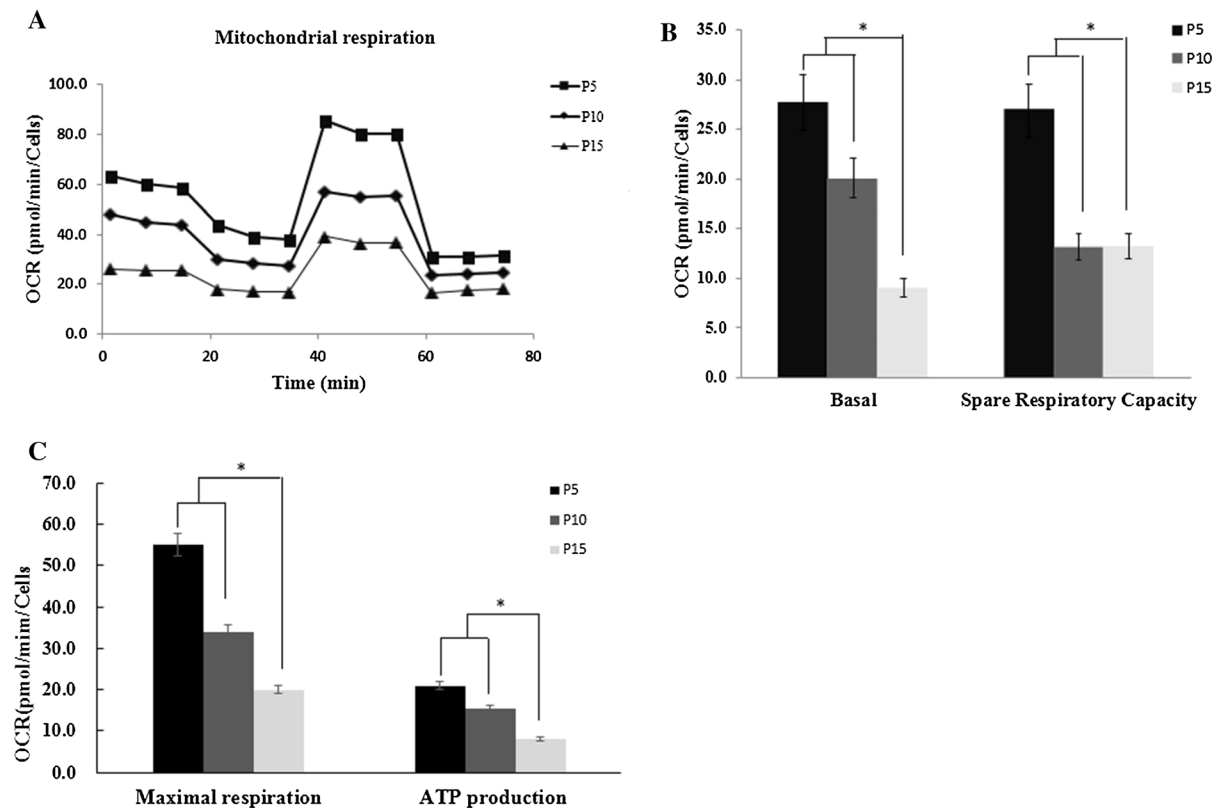 A
Mitochondrial respiration
OCR (pmol/min/Cells)
100.0
80.0
60.0
40.0
20.0
0.0
0
20
40
60
80
Time (min)
P5
P10
P15
B
OCR (pmol/min/Cells)
35.0
30.0
25.0
20.0
15.0
10.0
5.0
0.0
*
*
P5
P10
P15
Basal
Spare Respiratory Capacity
C
OCR(pmol/mim/Cells
70.0
60.0
50.0
40.0
30.0
20.0
10.0
0.0
*
*
P5
P10
P15
Maximal respiration
ATP production